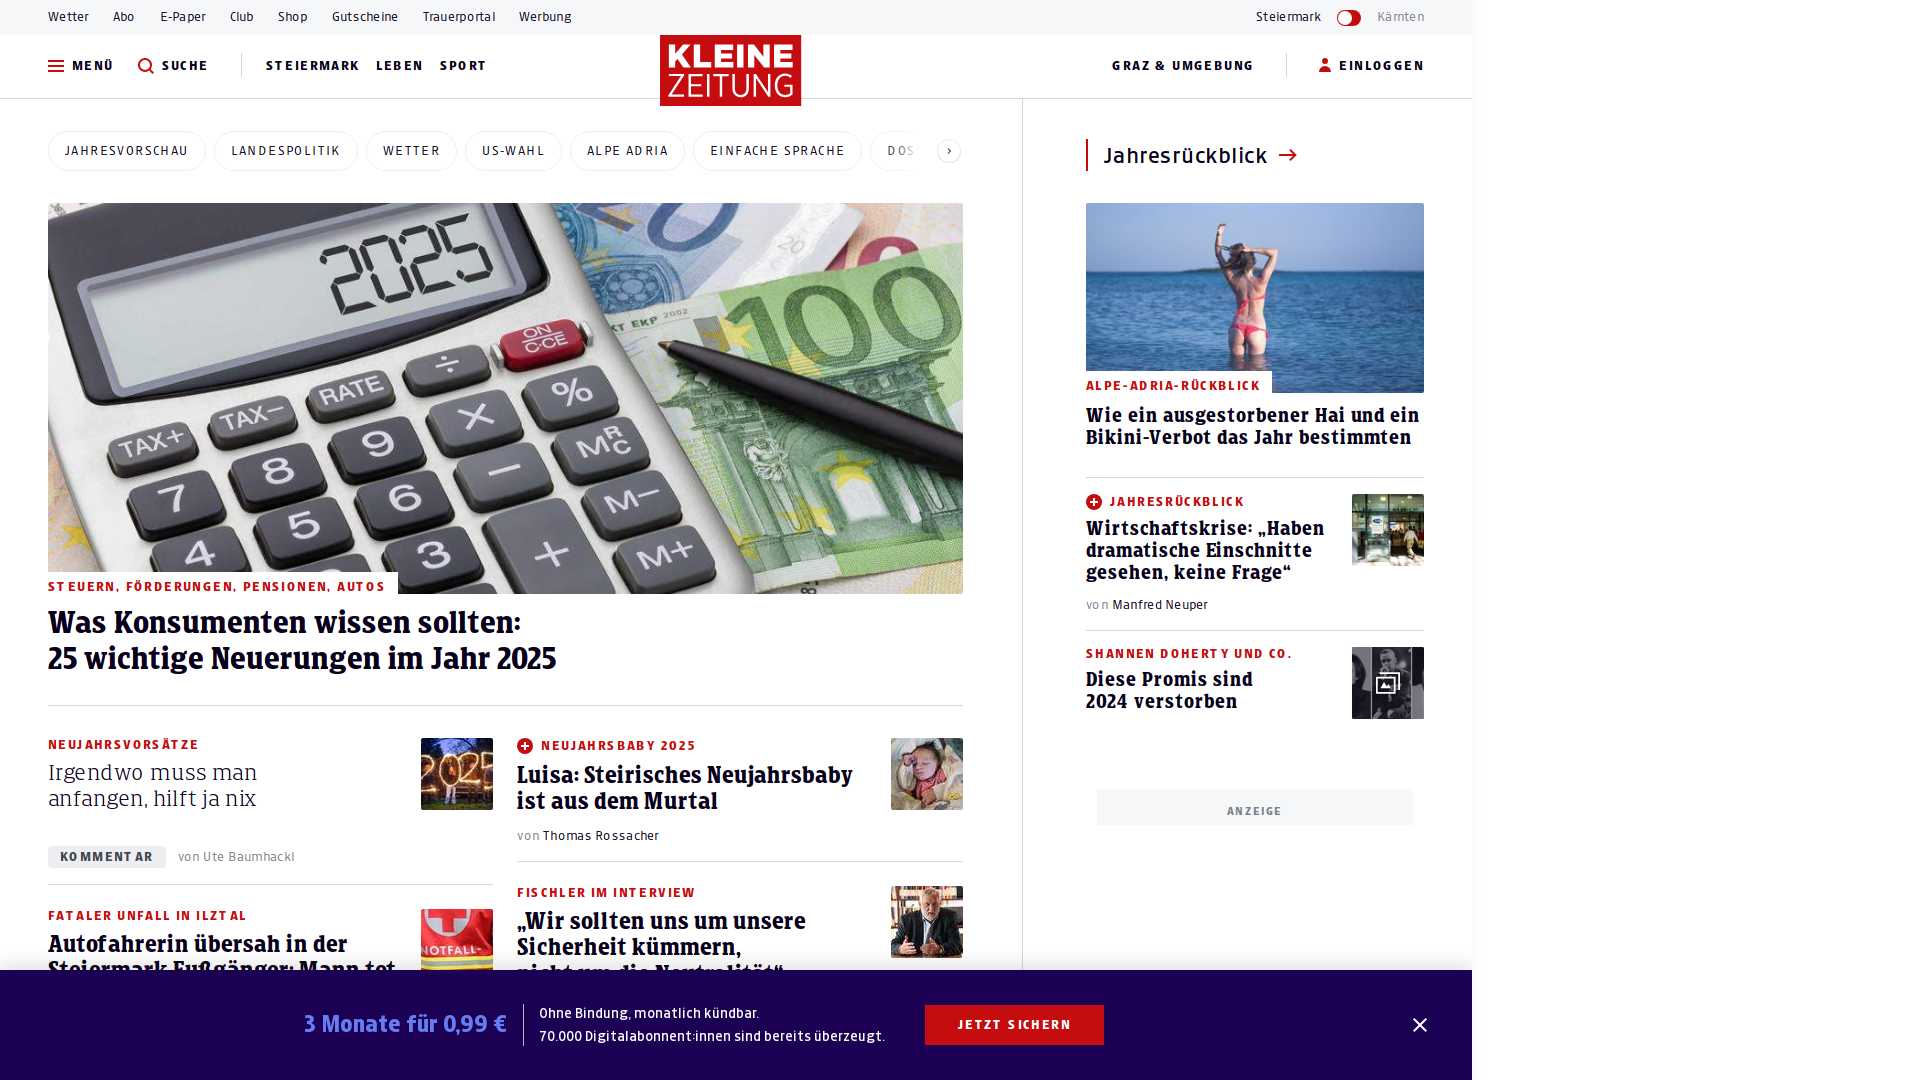 Wetter Abo E-Paper Club Shop Gutscheine Trauerportal Werbung
Steiermark Kärnten
MENÜ SUCHE STEIERMARK LEBEN SPORT
KLEINE
ZEITUNG
GRAZ & UMGEBUNG EINLOGGEN
JAHRESVORSCHAU LANDESPOLITIK WETTER US-WAHL ALPE ADRIA EINFACHE SPRACHE
2025
20
100
EKP 2002
ON
C·CE
÷
TAX+ TAX− RATE × %
7 8 9 − MRC
4 5 6 M−
3 + M+
STEUERN, FÖRDERUNGEN, PENSIONEN, AUTOS
Was Konsumenten wissen sollten:
25 wichtige Neuerungen im Jahr 2025
NEUJAHRSVORSÄTZE
Irgendwo muss man
anfangen, hilft ja nix
KOMMENTAR von Ute Baumhackl
2025
FATALER UNFALL IN ILZTAL
Autofahrerin übersah in der
Steiermark Fußgänger: Mann tot
NOTFALL-
NEUJAHRSBABY 2025
Luisa: Steirisches Neujahrsbaby
ist aus dem Murtal
von Thomas Rossacher
FISCHLER IM INTERVIEW
„Wir sollten uns um unsere
Sicherheit kümmern,
nicht um die Neutralität“
Jahresrückblick
ALPE-ADRIA-RÜCKBLICK
Wie ein ausgestorbener Hai und ein
Bikini-Verbot das Jahr bestimmten
JAHRESRÜCKBLICK
Wirtschaftskrise: „Haben
dramatische Einschnitte
gesehen, keine Frage“
von Manfred Neuper
SHANNEN DOHERTY UND CO.
Diese Promis sind
2024 verstorben
ANZEIGE
3 Monate für 0,99 €
Ohne Bindung, monatlich kündbar.
70.000 Digitalabonnent:innen sind bereits überzeugt.
JETZT SICHERN